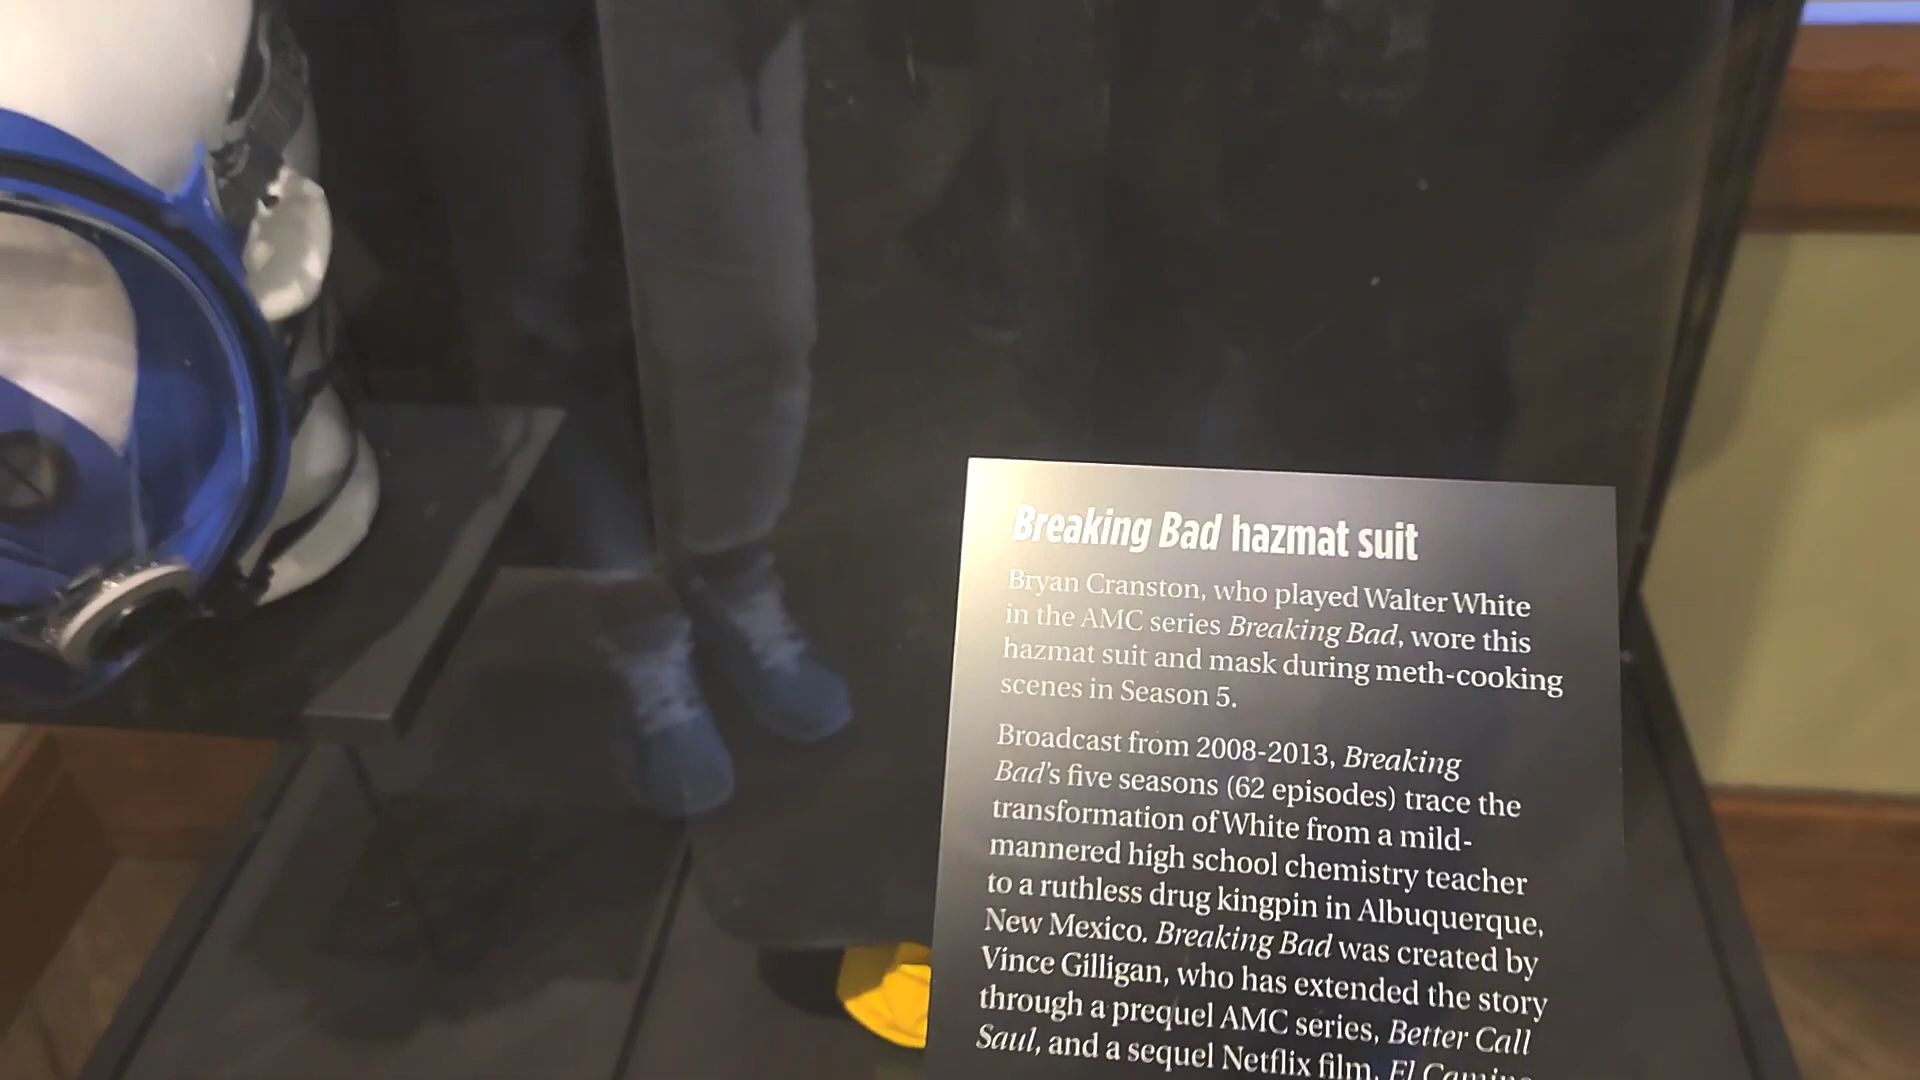 Breaking Bad hazmat suit
Bryan Cranston, who played Walter White
in the AMC series Breaking Bad, wore this
hazmat suit and mask during meth-cooking
scenes in Season 5.
Broadcast from 2008-2013, Breaking
Bad's five seasons (62 episodes) trace the
transformation of White from a mild-
mannered high school chemistry teacher
to a ruthless drug kingpin in Albuquerque,
New Mexico. Breaking Bad was created by
Vince Gilligan, who has extended the story
through a prequel AMC series, Better Call
Saul, and a sequel Netflix film, El Camino